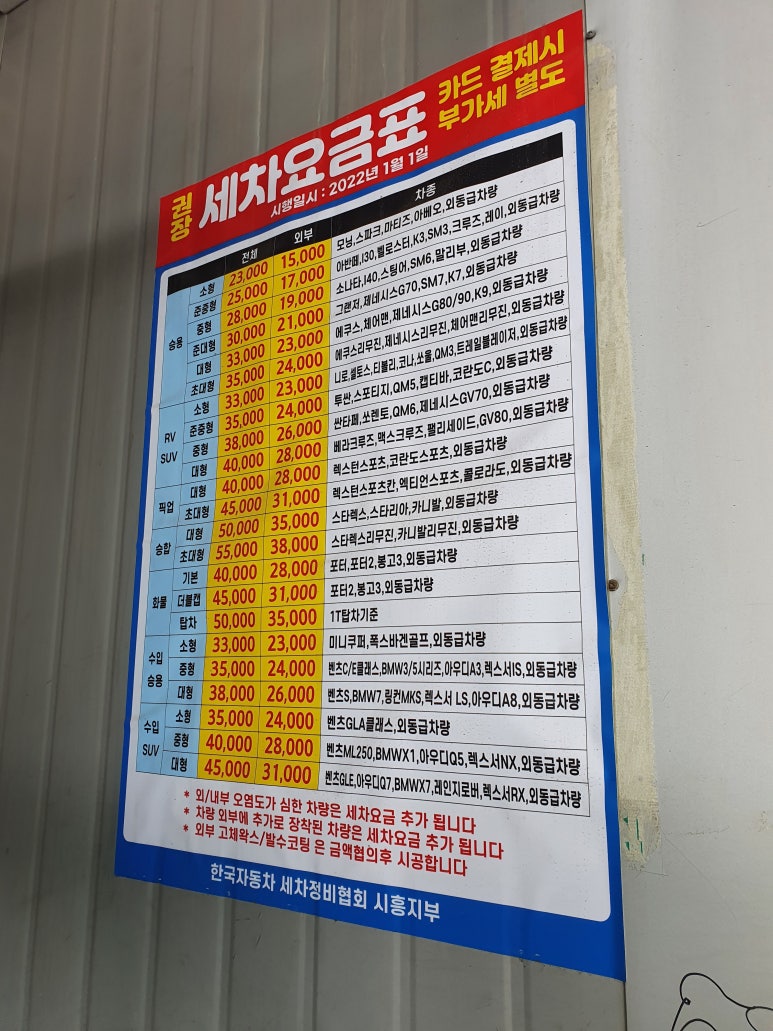 권장 세차요금표 카드 결제시 부가세 별도
시행일시 : 2022년 1월 1일
전체 외부 차종
승용 소형 23,000 15,000 모닝,스파크,마티즈,아베오,외동급차량
준중형 25,000 17,000 아반떼,I30,벨로스터,K3,SM3,크루즈,레이,외동급차량
중형 28,000 19,000 소나타,I40,스팅어,SM6,말리부,외동급차량
준대형 30,000 21,000 그랜저,제네시스G70,SM7,K7,외동급차량
대형 33,000 23,000 에쿠스,체어맨,제네시스G80/90,K9,외동급차량
초대형 35,000 24,000 에쿠스리무진,제네시스리무진,체어맨리무진,외동급차량
RV SUV 소형 33,000 23,000 니로,셀토스,티볼리,코나,쏘울,QM3,트레일블레이저,외동급차량
준중형 35,000 24,000 투싼,스포티지,QM5,캡티바,코란도C,외동급차량
중형 38,000 26,000 싼타페,쏘렌토,QM6,제네시스GV70,외동급차량
대형 40,000 28,000 베라크루즈,맥스크루즈,팰리세이드,GV80,외동급차량
픽업 대형 40,000 28,000 렉스턴스포츠,코란도스포츠,외동급차량
초대형 45,000 31,000 렉스턴스포츠칸,엑티언스포츠,콜로라도,외동급차량
승합 대형 50,000 35,000 스타렉스,스타리아,카니발,외동급차량
초대형 55,000 38,000 스타렉스리무진,카니발리무진,외동급차량
화물 기본 40,000 28,000 포터,포터2,봉고3,외동급차량
더블캡 45,000 31,000 포터2,봉고3,외동급차량
탑차 50,000 35,000 1T탑차기준
수입 승용 소형 33,000 23,000 미니쿠퍼,폭스바겐골프,외동급차량
중형 35,000 24,000 벤츠C/E클래스,BMW3/5시리즈,아우디A3,렉서스IS,외동급차량
대형 38,000 26,000 벤츠S,BMW7,링컨MKS,렉서 LS,아우디A8,외동급차량
수입 SUV 소형 35,000 24,000 벤츠GLA클래스,외동급차량
중형 40,000 28,000 벤츠ML250,BMWX1,아우디Q5,렉서스NX,외동급차량
대형 45,000 31,000 벤츠GLE,아우디Q7,BMWX7,레인지로버,렉서스RX,외동급차량
* 외/내부 오염도가 심한 차량은 세차요금 추가 됩니다
* 차량 외부에 추가로 장착된 차량은 세차요금 추가 됩니다
* 외부 고체왁스/발수코팅 은 금액협의후 시공합니다
한국자동차 세차정비협회 시흥지부